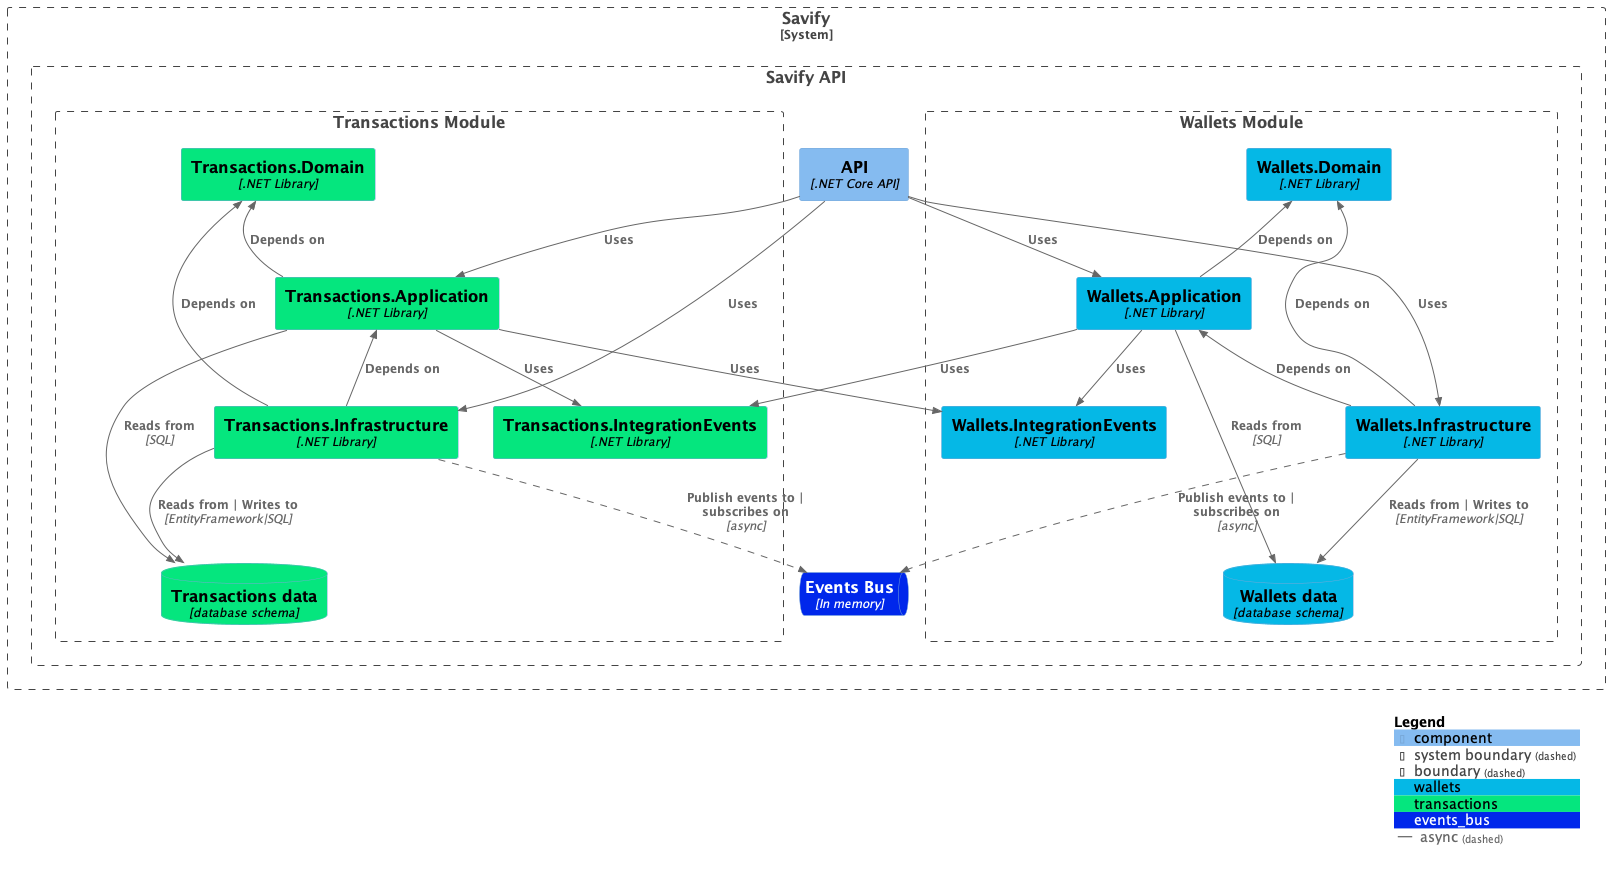 Savify
[System]
Savify API
Transactions Module
Wallets Module
Transactions.Domain
[.NET Library]
API
[.NET Core API]
Wallets.Domain
[.NET Library]
Depends on
Uses
Uses
Depends on
Transactions.Application
[.NET Library]
Wallets.Application
[.NET Library]
Depends on
Uses
Depends on
Uses
Depends on
Uses
Uses
Uses
Uses
Depends on
Reads from
[SQL]
Transactions.Infrastructure
[.NET Library]
Transactions.IntegrationEvents
[.NET Library]
Wallets.IntegrationEvents
[.NET Library]
Reads from
[SQL]
Wallets.Infrastructure
[.NET Library]
Reads from | Writes to
[EntityFramework|SQL]
Publish events to |
subscribes on
[async]
Publish events to |
subscribes on
[async]
Reads from | Writes to
[EntityFramework|SQL]
Transactions data
[database schema]
Events Bus
[In memory]
Wallets data
[database schema]
Legend
component
system boundary (dashed)
boundary (dashed)
wallets
transactions
events_bus
async (dashed)